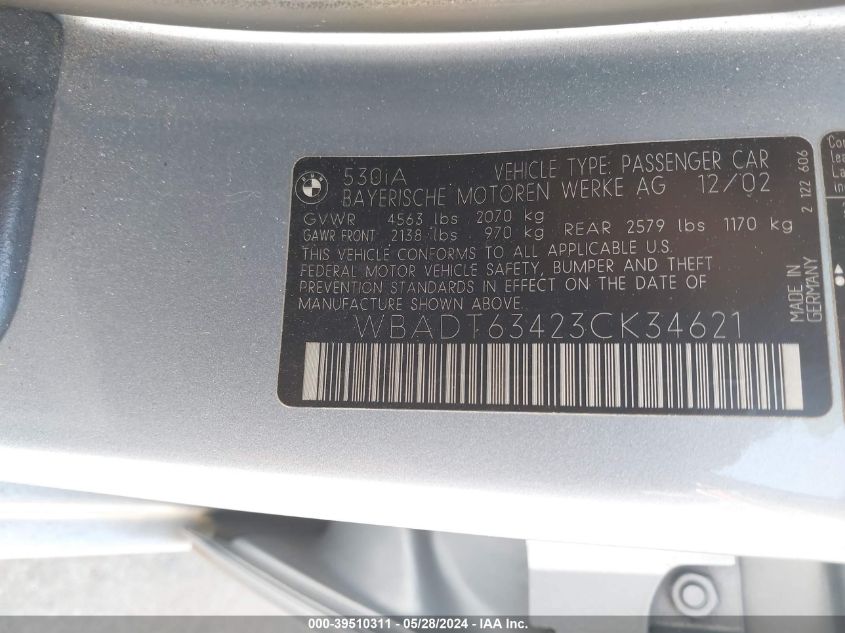 530iA VEHICLE TYPE: PASSENGER CAR
BAYERISCHE MOTOREN WERKE AG 12/02
GVWR 4563 lbs 2070 kg
GAWR FRONT 2138 lbs 970 kg REAR 2579 lbs 1170 kg
THIS VEHICLE CONFORMS TO ALL APPLICABLE U.S.
FEDERAL MOTOR VEHICLE SAFETY, BUMPER AND THEFT
PREVENTION STANDARDS IN EFFECT ON THE DATE OF
MANUFACTURE SHOWN ABOVE.
WBADT63423CK34621
MADE IN
GERMANY
2 122 606
000-39510311 - 05/28/2024 - IAA Inc.